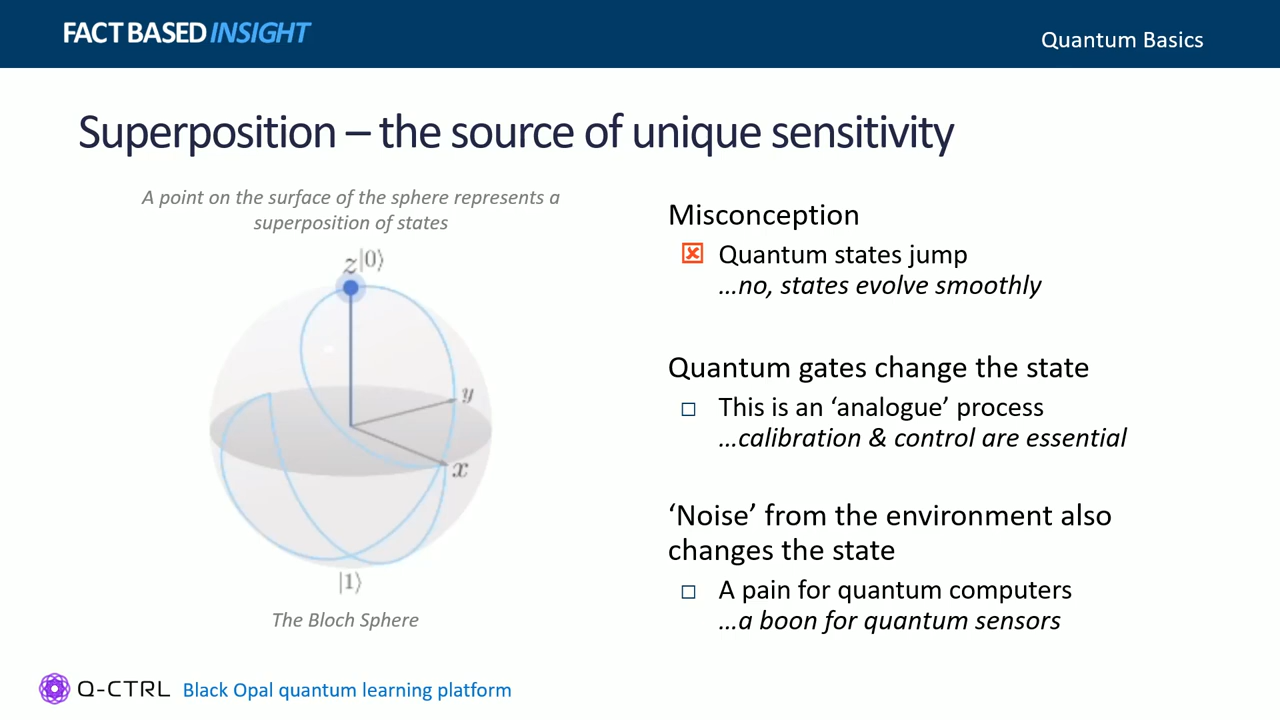 FACT BASED INSIGHT
Quantum Basics
Superposition – the source of unique sensitivity
A point on the surface of the sphere represents a
superposition of states
z|0⟩
y
x
|1⟩
The Bloch Sphere
Misconception
Quantum states jump
…no, states evolve smoothly
Quantum gates change the state
This is an ‘analogue’ process
…calibration & control are essential
‘Noise’ from the environment also
changes the state
A pain for quantum computers
…a boon for quantum sensors
Q-CTRL Black Opal quantum learning platform